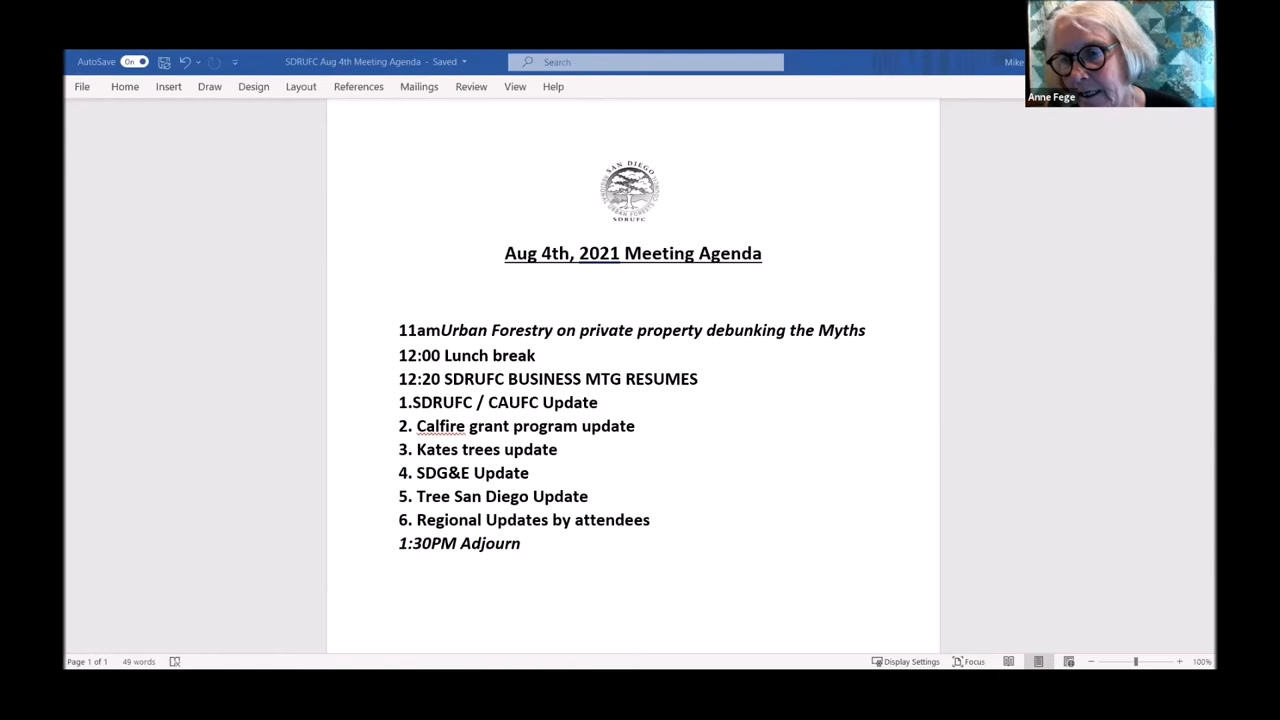 AutoSave On
SDRUFC Aug 4th Meeting Agenda - Saved
Search
Mike
File Home Insert Draw Design Layout References Mailings Review View Help
Anne Fege
SAN DIEGO
SDRUFC
Aug 4th, 2021 Meeting Agenda
11amUrban Forestry on private property debunking the Myths
12:00 Lunch break
12:20 SDRUFC BUSINESS MTG RESUMES
1.SDRUFC / CAUFC Update
2. Calfire grant program update
3. Kates trees update
4. SDG&E Update
5. Tree San Diego Update
6. Regional Updates by attendees
1:30PM Adjourn
Page 1 of 1 49 words Display Settings Focus 100%